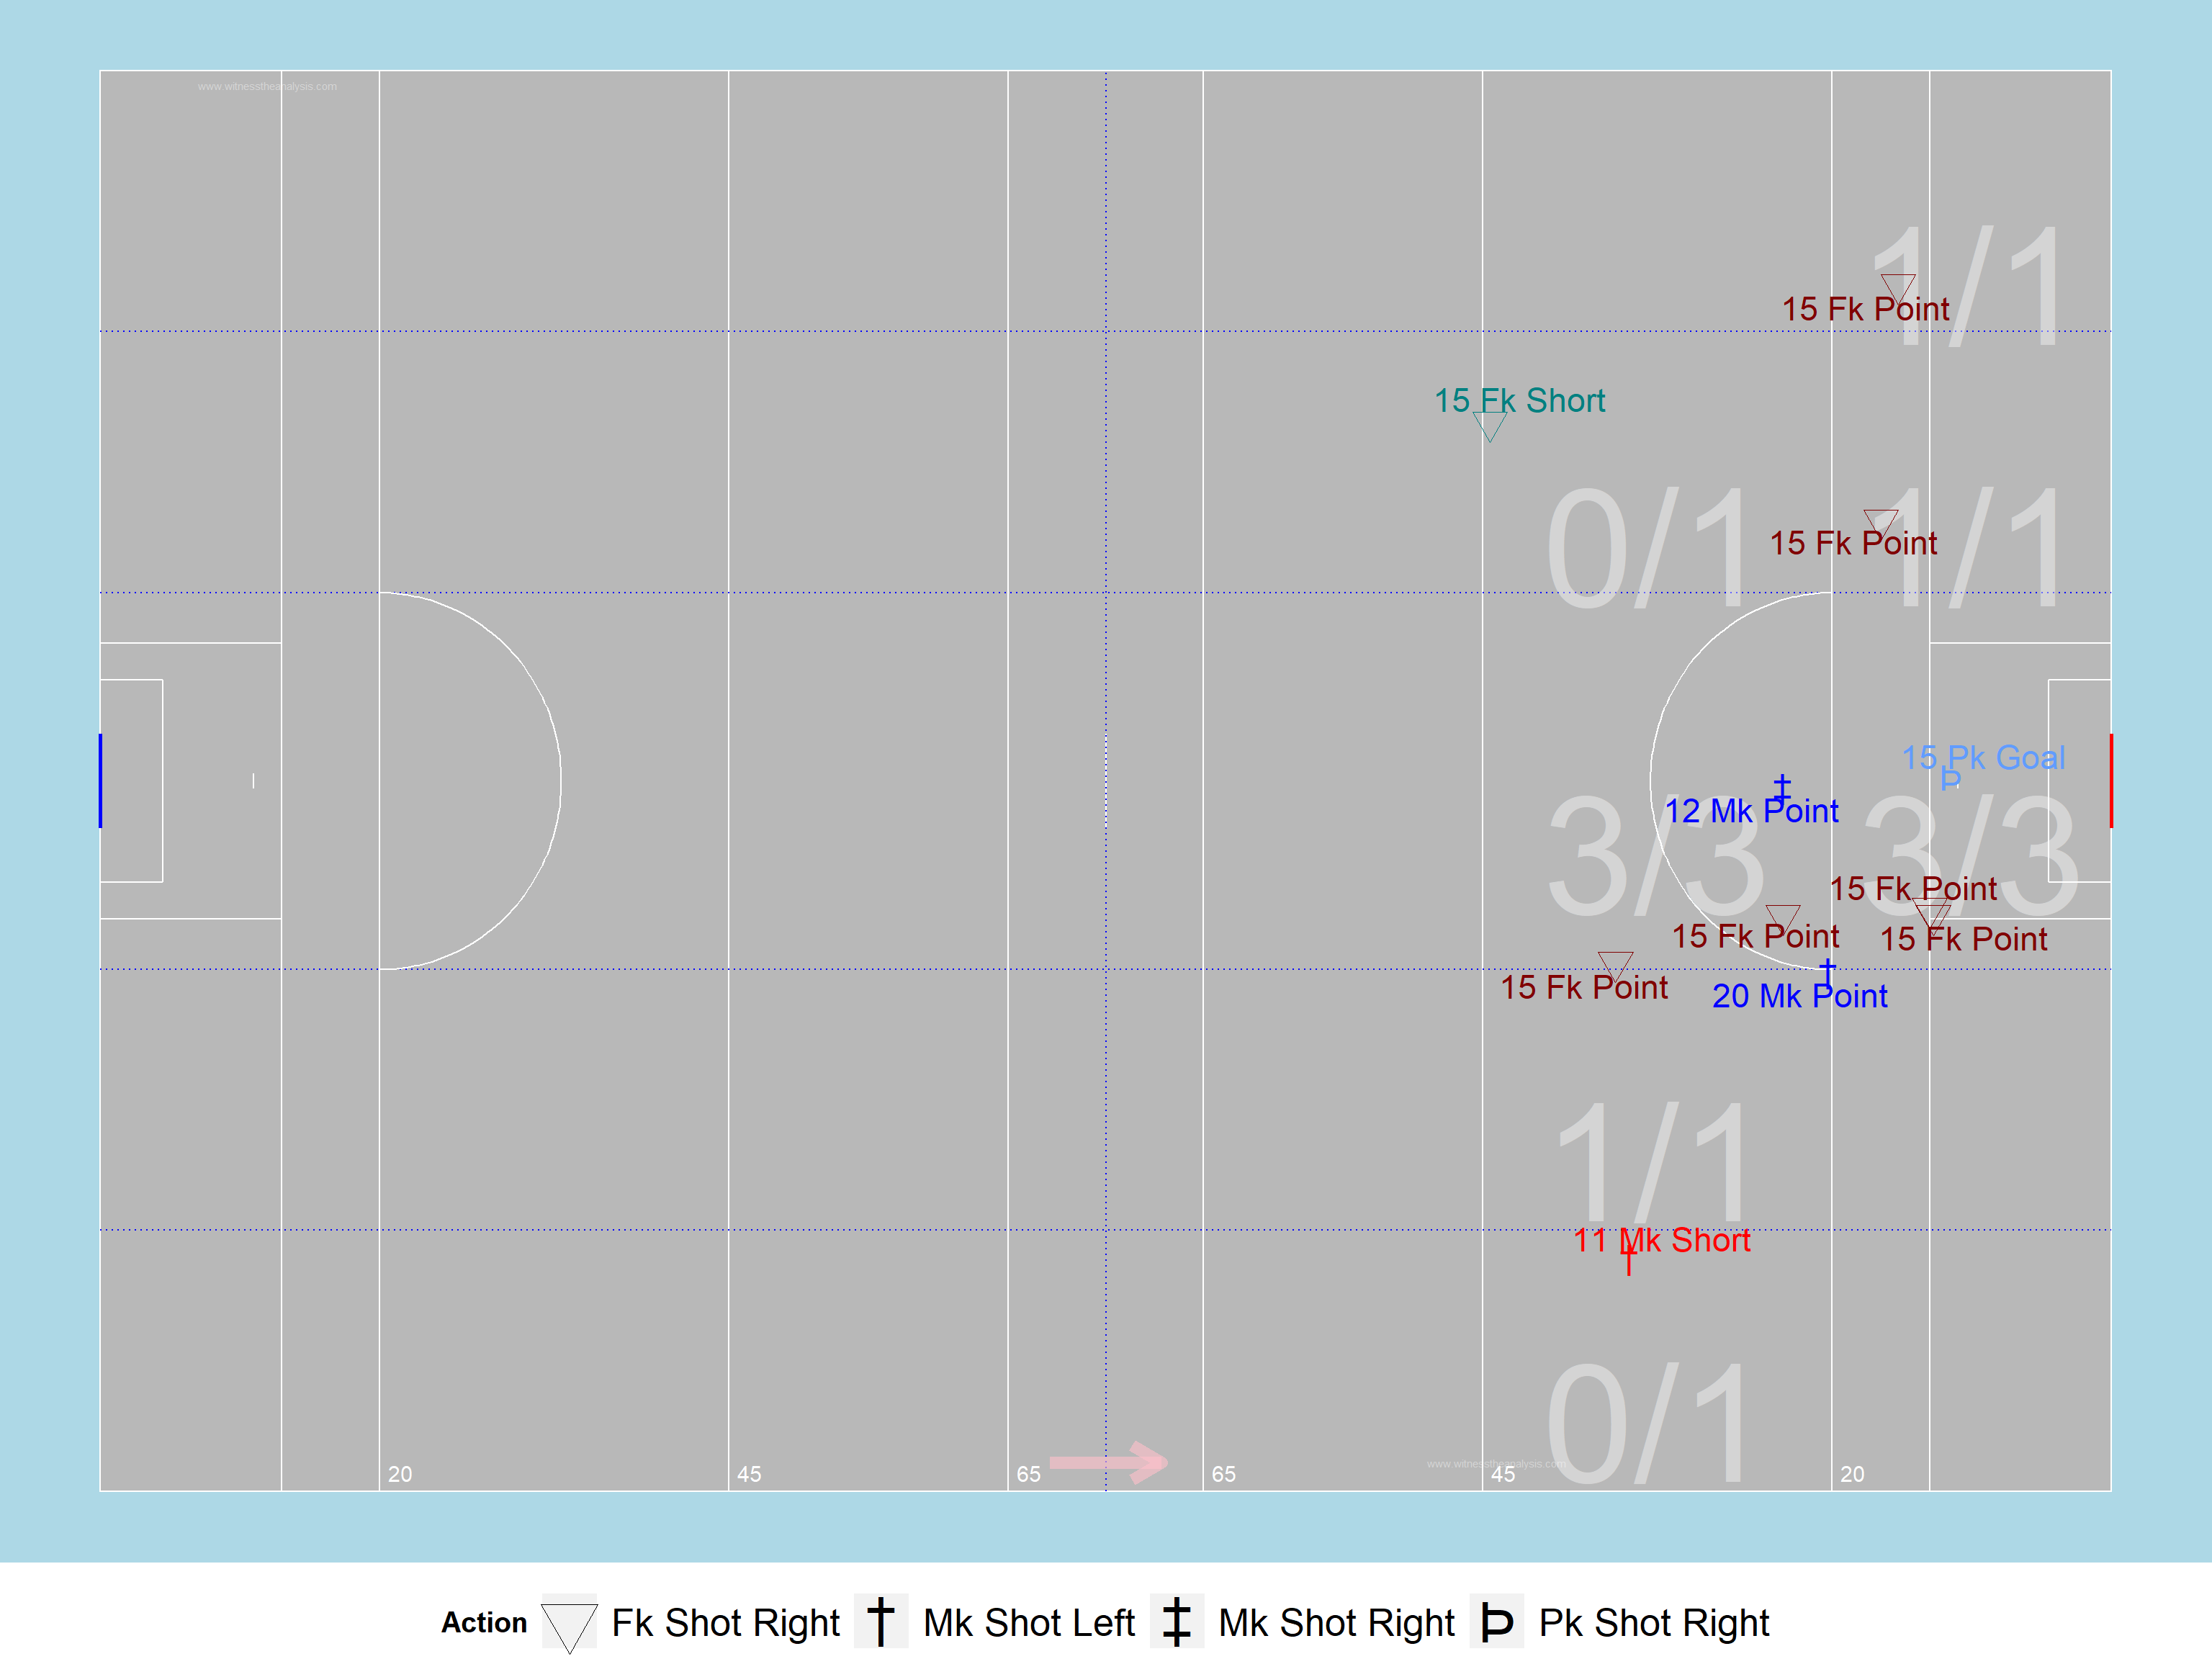 www.witnesstheanalysis.com
1/1
15 Fk Point
15 Fk Short
0/1
1/1
15 Fk Point
15 Pk Goal
12 Mk Point
3/3
3/3
15 Fk Point
15 Fk Point
15 Fk Point
15 Fk Point
20 Mk Point
1/1
11 Mk Short
0/1
www.witnesstheanalysis.com
20
45
65
65
45
20
Action Fk Shot Right † Mk Shot Left ‡ Mk Shot Right Þ Pk Shot Right